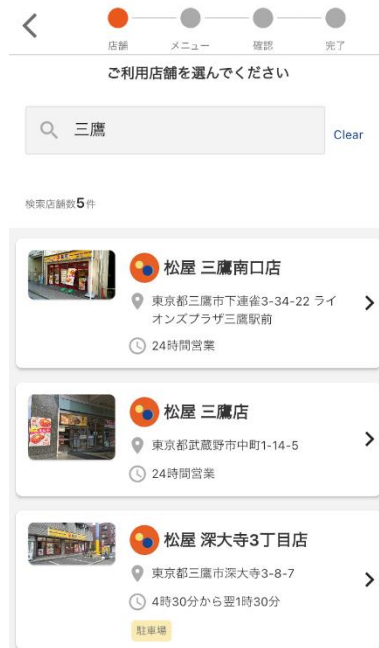 店舗 メニュー 確認 完了
ご利用店舗を選んでください
三鷹
Clear
検索店舗数5件
松屋 三鷹南口店
東京都三鷹市下連雀3-34-22 ライ
オンズプラザ三鷹駅前
24時間営業
松屋 三鷹店
東京都武蔵野市中町1-14-5
24時間営業
松屋 深大寺3丁目店
東京都三鷹市深大寺3-8-7
4時30分から翌1時30分
駐車場